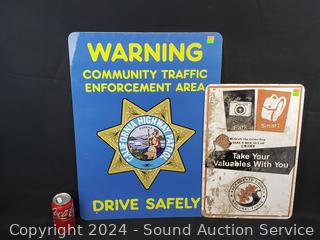 WARNING
COMMUNITY TRAFFIC
ENFORCEMENT AREA
CALIFORNIA HIGHWAY PATROL
DRIVE SAFELY
Smart
Take Your
Valuables With You
Coca-Cola
Copyright 2024 - Sound Auction Service